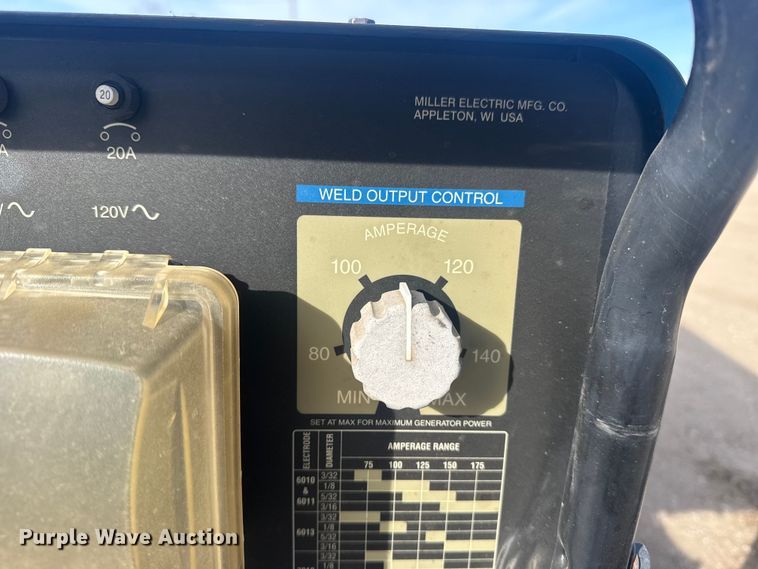 MILLER ELECTRIC MFG. CO.
APPLETON, WI USA
20
20A
A
120V
WELD OUTPUT CONTROL
AMPERAGE
100 120
80 140
MIN MAX
SET AT MAX FOR MAXIMUM GENERATOR POWER
ELECTRODE DIAMETER AMPERAGE RANGE
75 100 125 150 175
6010 & 6011
3/32
1/8
5/32
3/16
6013
3/32
1/8
5/32
3/16
3/32
1/8
Purple Wave Auction